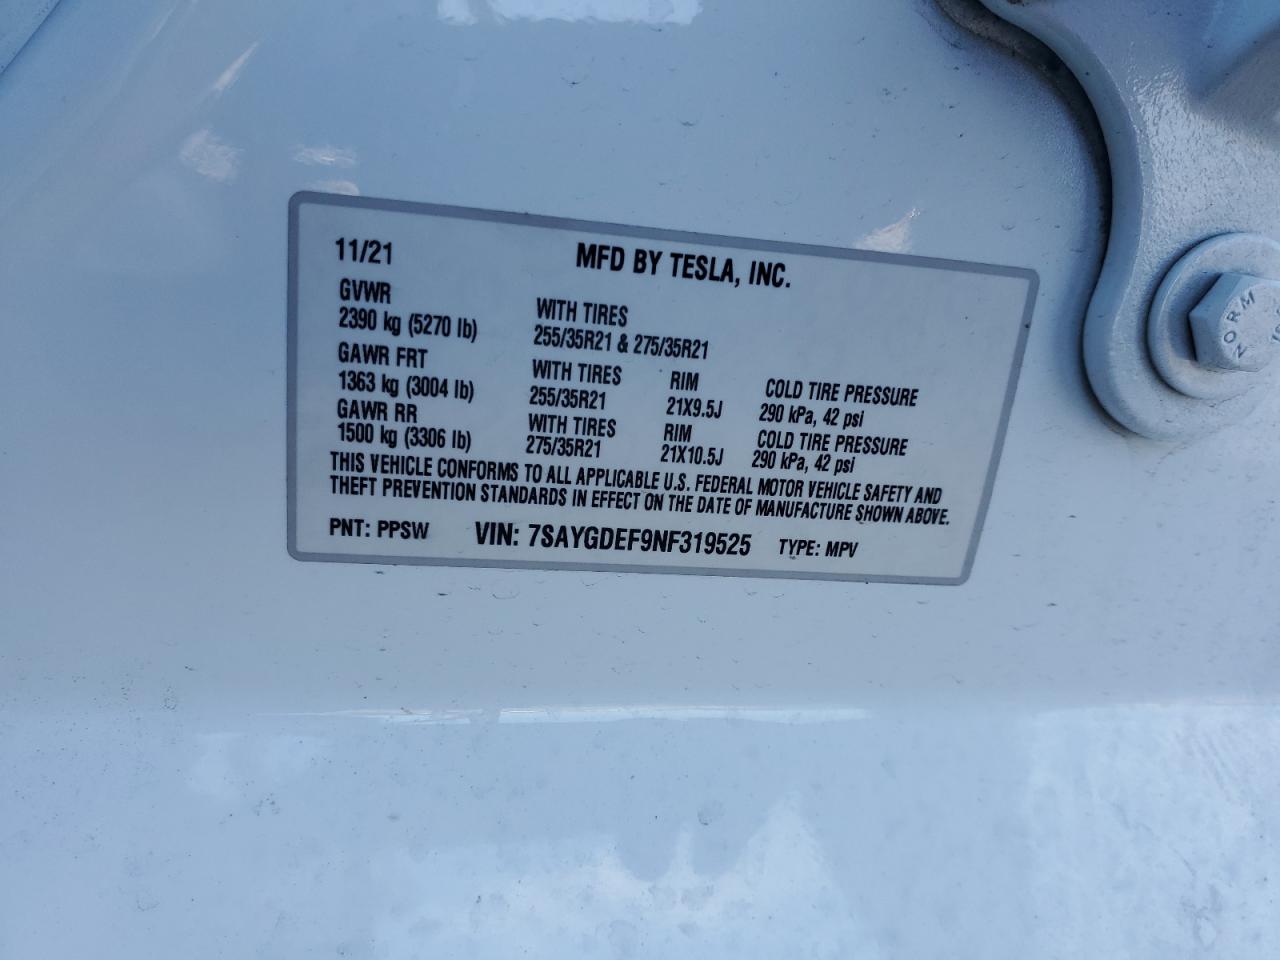 11/21 MFD BY TESLA, INC.
GVWR WITH TIRES
2390 kg (5270 lb) 255/35R21 & 275/35R21
GAWR FRT WITH TIRES RIM COLD TIRE PRESSURE
1363 kg (3004 lb) 255/35R21 21X9.5J 290 kPa, 42 psi
GAWR RR WITH TIRES RIM COLD TIRE PRESSURE
1500 kg (3306 lb) 275/35R21 21X10.5J 290 kPa, 42 psi
THIS VEHICLE CONFORMS TO ALL APPLICABLE U.S. FEDERAL MOTOR VEHICLE SAFETY AND
THEFT PREVENTION STANDARDS IN EFFECT ON THE DATE OF MANUFACTURE SHOWN ABOVE.
PNT: PPSW VIN: 7SAYGDEF9NF319525 TYPE: MPV